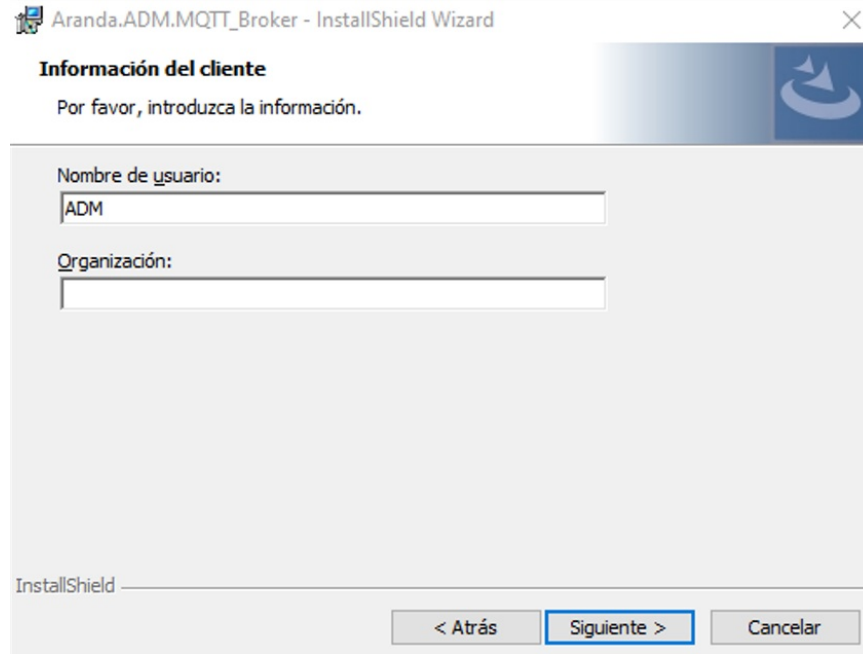 Aranda.ADM.MQTT_Broker - InstallShield Wizard
Información del cliente
Por favor, introduzca la información.
Nombre de usuario:
ADM
Organización:
InstallShield
< Atrás
Siguiente >
Cancelar